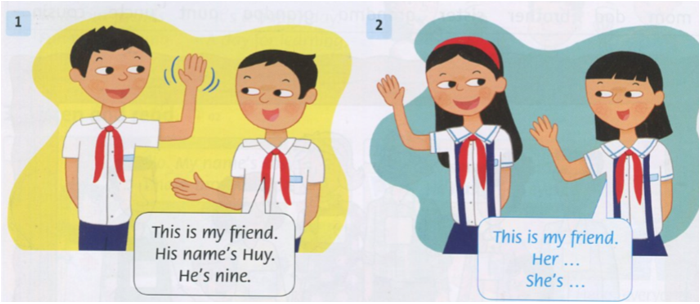 1
2
This is my friend.
His name's Huy.
He's nine.
This is my friend.
Her ...
She's ...